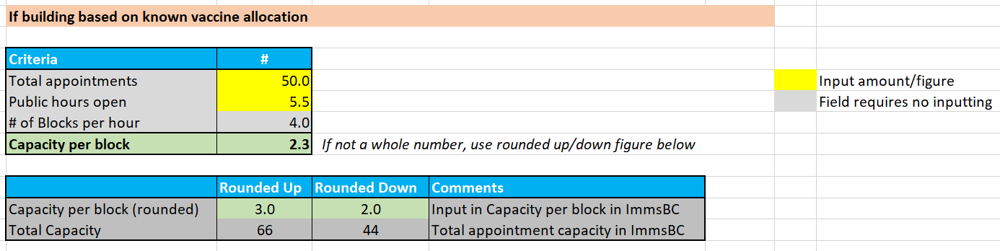 If building based on known vaccine allocation
Criteria #
Total appointments 50.0 Input amount/figure
Public hours open 5.5 Field requires no inputting
# of Blocks per hour 4.0
Capacity per block 2.3 If not a whole number, use rounded up/down figure below
Rounded Up Rounded Down Comments
Capacity per block (rounded) 3.0 2.0 Input in Capacity per block in ImmsBC
Total Capacity 66 44 Total appointment capacity in ImmsBC